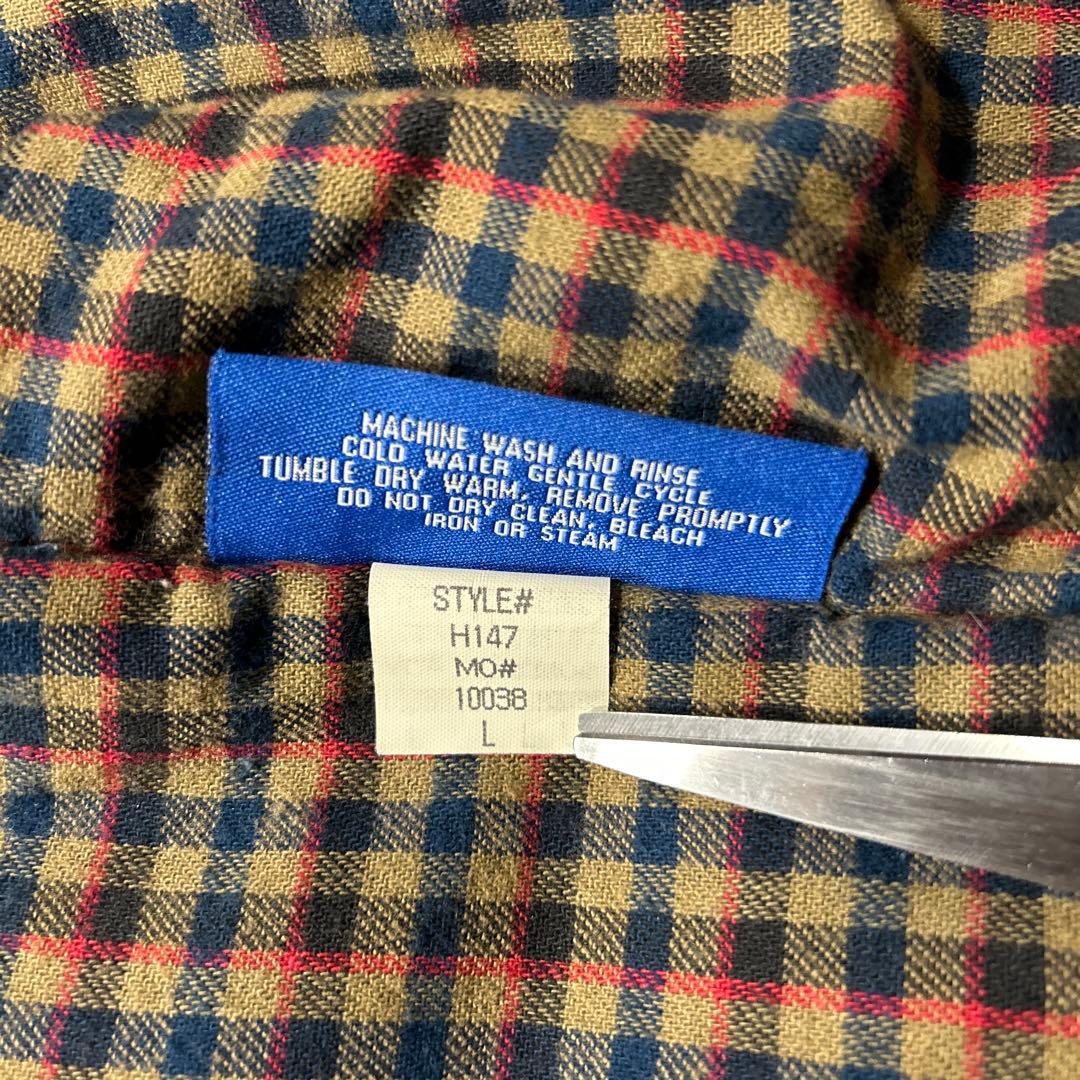 MACHINE WASH AND RINSE
COLD WATER GENTLE CYCLE
TUMBLE DRY WARM, REMOVE PROMPTLY
DO NOT DRY CLEAN, BLEACH
IRON OR STEAM
STYLE#
H147
MO#
10038
L